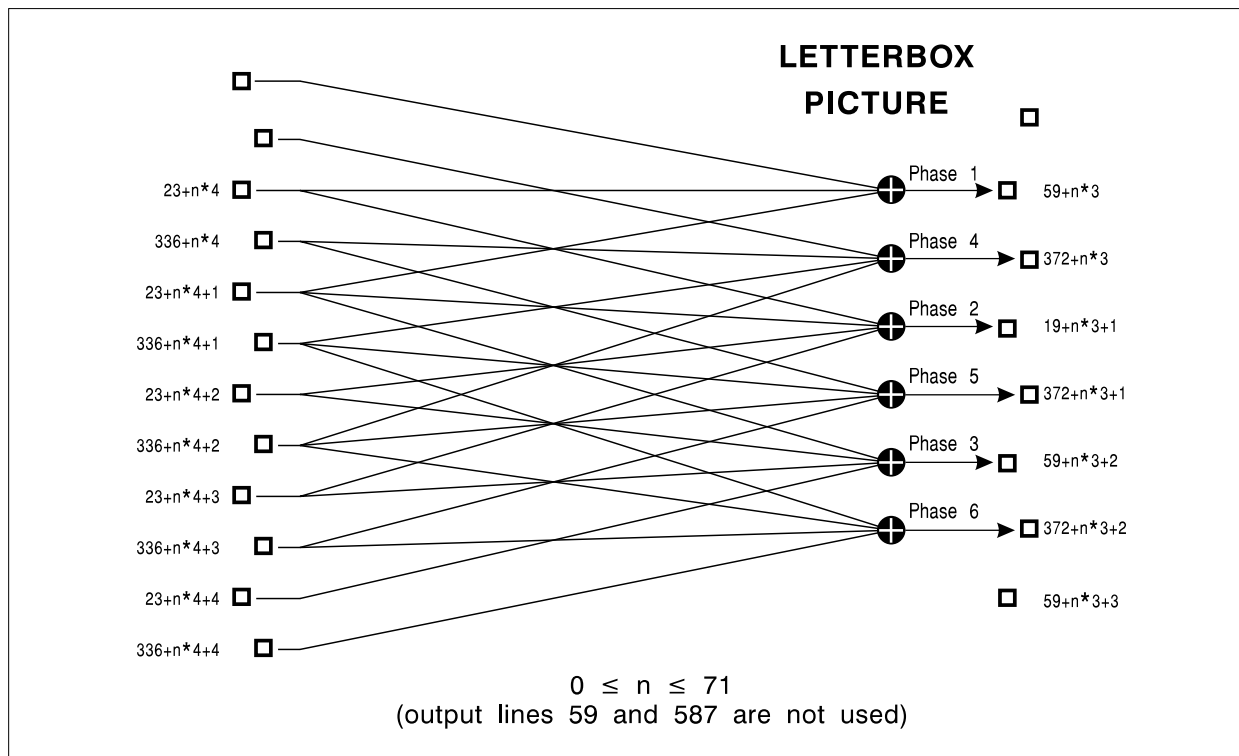 LETTERBOX
PICTURE
23+n*4
336+n*4
23+n*4+1
336+n*4+1
23+n*4+2
336+n*4+2
23+n*4+3
336+n*4+3
23+n*4+4
336+n*4+4
Phase 1
Phase 4
Phase 2
Phase 5
Phase 3
Phase 6
59+n*3
372+n*3
19+n*3+1
372+n*3+1
59+n*3+2
372+n*3+2
59+n*3+3
0 ≤ n ≤ 71
(output lines 59 and 587 are not used)